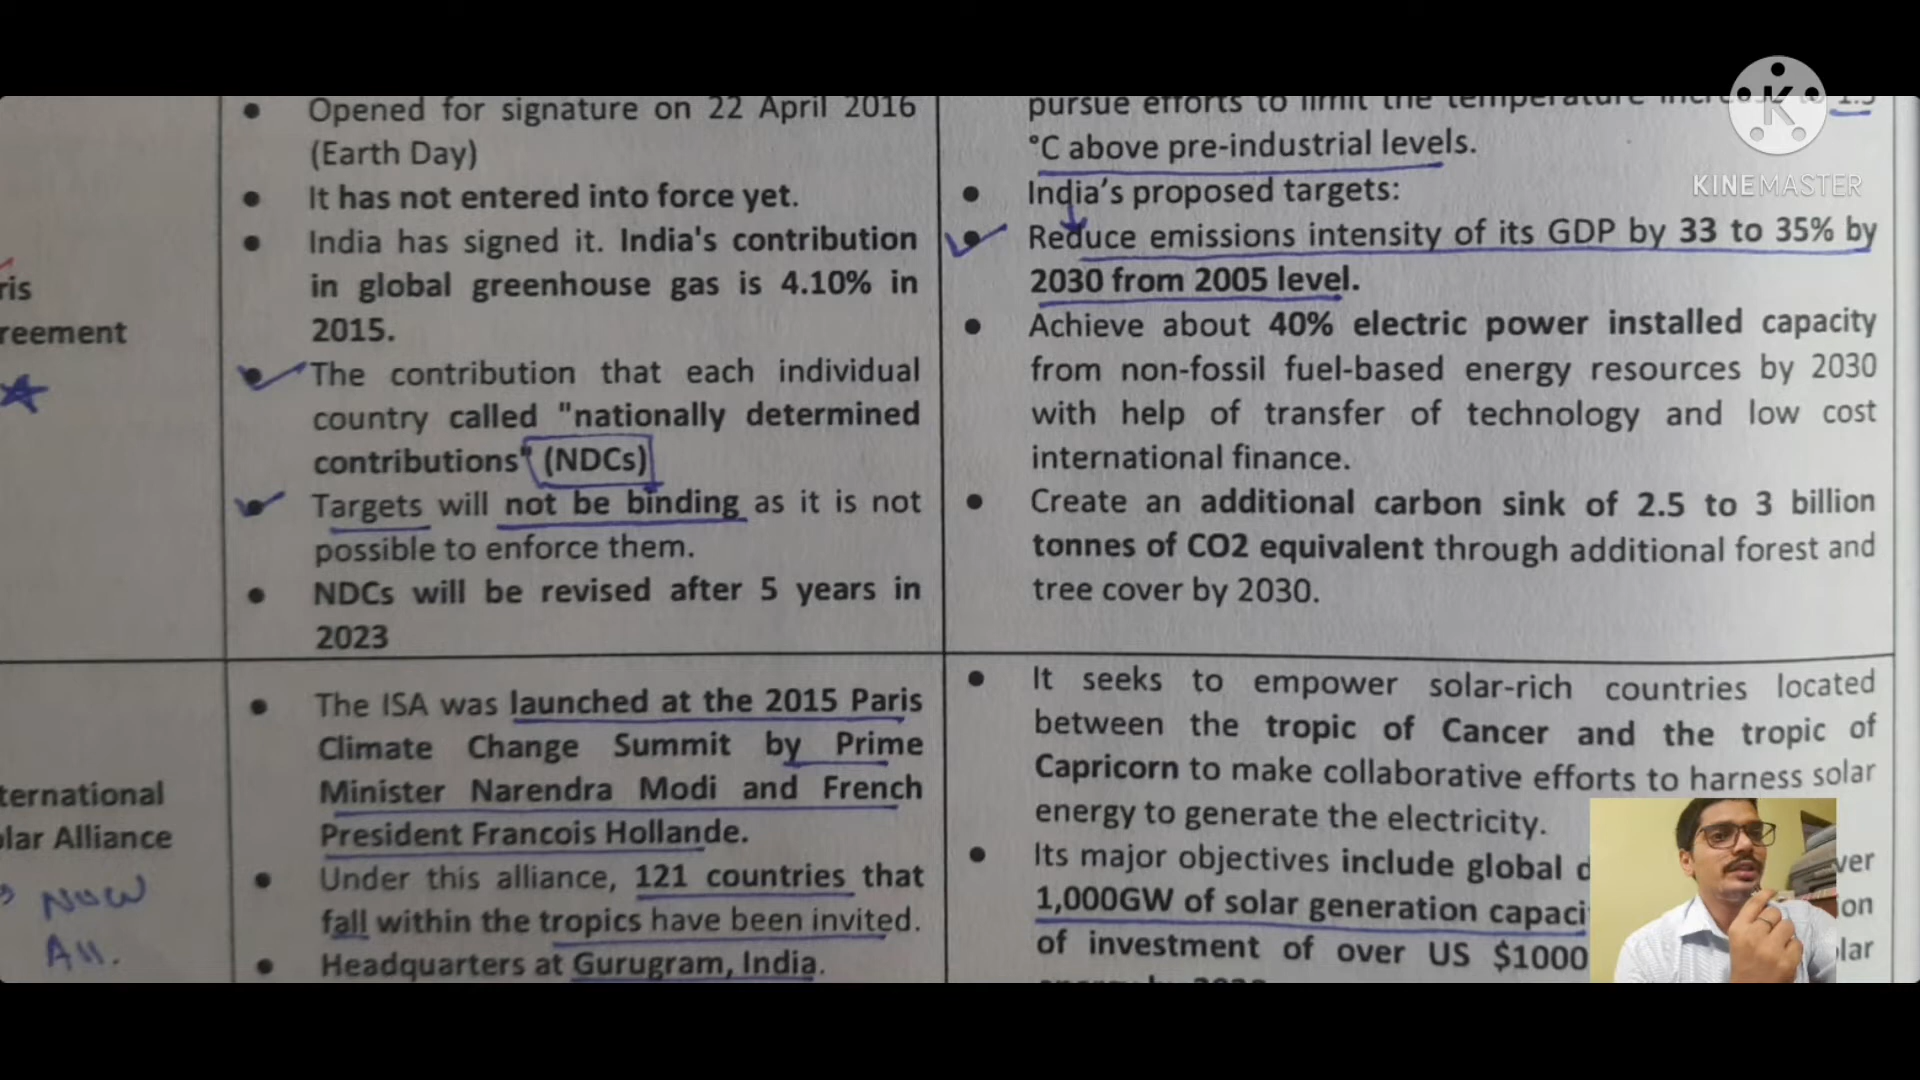 KINEMASTER
ris
reement
Opened for signature on 22 April 2016
(Earth Day)
It has not entered into force yet.
India has signed it. India's contribution
in global greenhouse gas is 4.10% in
2015.
The contribution that each individual
country called "nationally determined
contributions" (NDCs)
Targets will not be binding as it is not
possible to enforce them.
NDCs will be revised after 5 years in
2023
pursue efforts to limit the temperature
°C above pre-industrial levels.
India's proposed targets:
Reduce emissions intensity of its GDP by 33 to 35% by
2030 from 2005 level.
Achieve about 40% electric power installed capacity
from non-fossil fuel-based energy resources by 2030
with help of transfer of technology and low cost
international finance.
Create an additional carbon sink of 2.5 to 3 billion
tonnes of CO2 equivalent through additional forest and
tree cover by 2030.
ternational
lar Alliance
Now
All.
The ISA was launched at the 2015 Paris
Climate Change Summit by Prime
Minister Narendra Modi and French
President Francois Hollande.
Under this alliance, 121 countries that
fall within the tropics have been invited.
Headquarters at Gurugram, India.
It seeks to empower solar-rich countries located
between the tropic of Cancer and the tropic of
Capricorn to make collaborative efforts to harness solar
energy to generate the electricity.
Its major objectives include global d ver
1,000GW of solar generation capaci on
of investment of over US $1000 lar